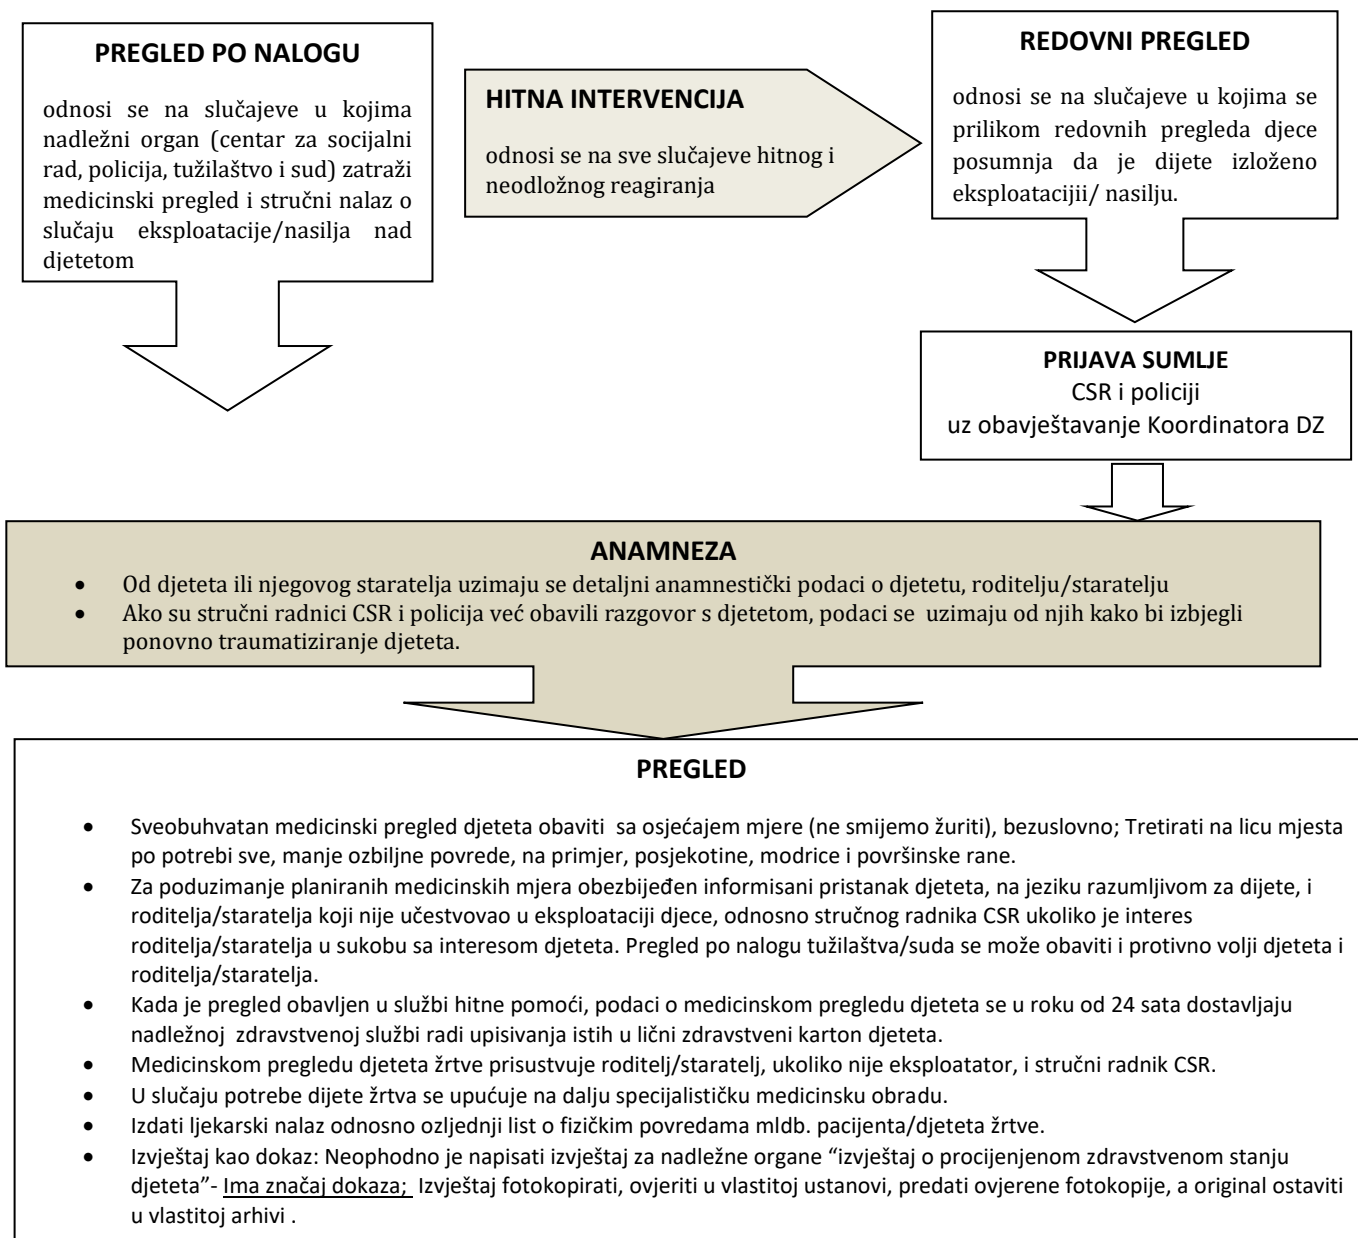 PREGLED PO NALOGU
odnosi se na slučajeve u kojima
nadležni organ (centar za socijalni
rad, policija, tužilaštvo i sud) zatraži
medicinski pregled i stručni nalaz o
slučaju eksploatacije/nasilja nad
djetetom
HITNA INTERVENCIJA
odnosi se na sve slučajeve hitnog i
neodložnog reagiranja
REDOVNI PREGLED
odnosi se na slučajeve u kojima se
prilikom redovnih pregleda djece
posumnja da je dijete izloženo
eksploatacijii/ nasilju.
PRIJAVA SUMLJE
CSR i policiji
uz obavještavanje Koordinatora DZ
ANAMNEZA
• Od djeteta ili njegovog staratelja uzimaju se detaljni anamnestički podaci o djetetu, roditelju/staratelju
• Ako su stručni radnici CSR i policija već obavili razgovor s djetetom, podaci se uzimaju od njih kako bi izbjegli
ponovno traumatiziranje djeteta.
PREGLED
• Sveobuhvatan medicinski pregled djeteta obaviti sa osjećajem mjere (ne smijemo žuriti), bezuslovno; Tretirati na licu mjesta
po potrebi sve, manje ozbiljne povrede, na primjer, posjekotine, modrice i površinske rane.
• Za poduzimanje planiranih medicinskih mjera obezbijeđen informisani pristanak djeteta, na jeziku razumljivom za dijete, i
roditelja/staratelja koji nije učestvovao u eksploataciji djece, odnosno stručnog radnika CSR ukoliko je interes
roditelja/staratelja u sukobu sa interesom djeteta. Pregled po nalogu tužilaštva/suda se može obaviti i protivno volji djeteta i
roditelja/staratelja.
• Kada je pregled obavljen u službi hitne pomoći, podaci o medicinskom pregledu djeteta se u roku od 24 sata dostavljaju
nadležnoj zdravstvenoj službi radi upisivanja istih u lični zdravstveni karton djeteta.
• Medicinskom pregledu djeteta žrtve prisustvuje roditelj/staratelj, ukoliko nije eksploatator, i stručni radnik CSR.
• U slučaju potrebe dijete žrtva se upućuje na dalju specijalističku medicinsku obradu.
• Izdati ljekarski nalaz odnosno ozljednji list o fizičkim povredama mldb. pacijenta/djeteta žrtve.
• Izvještaj kao dokaz: Neophodno je napisati izvještaj za nadležne organe “izvještaj o procijenjenom zdravstvenom stanju
djeteta”- Ima značaj dokaza; Izvještaj fotokopirati, ovjeriti u vlastitoj ustanovi, predati ovjerene fotokopije, a original ostaviti
u vlastitoj arhivi .